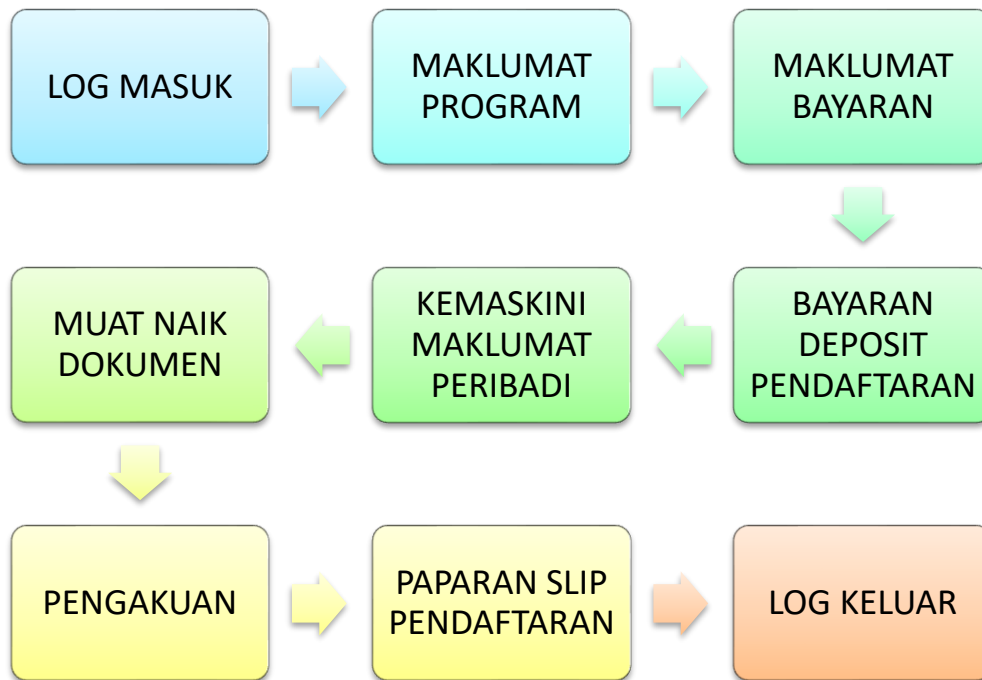 LOG MASUK
MAKLUMAT
PROGRAM
MAKLUMAT
BAYARAN
BAYARAN
DEPOSIT
PENDAFTARAN
KEMASKINI
MAKLUMAT
PERIBADI
MUAT NAIK
DOKUMEN
PENGAKUAN
PAPARAN SLIP
PENDAFTARAN
LOG KELUAR